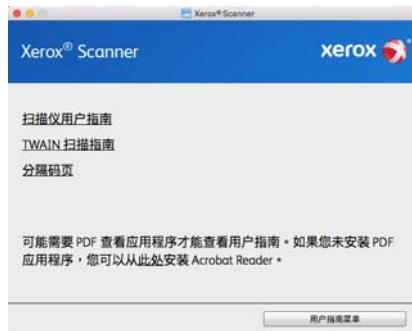 Xerox® Scanner
Xerox® Scanner
xerox
扫描仪用户指南
TWAIN 扫描指南
分隔码页
可能需要 PDF 查看应用程序才能查看用户指南。如果您未安装 PDF
应用程序，您可以从此处安装 Acrobat Reader。
用户指南菜单